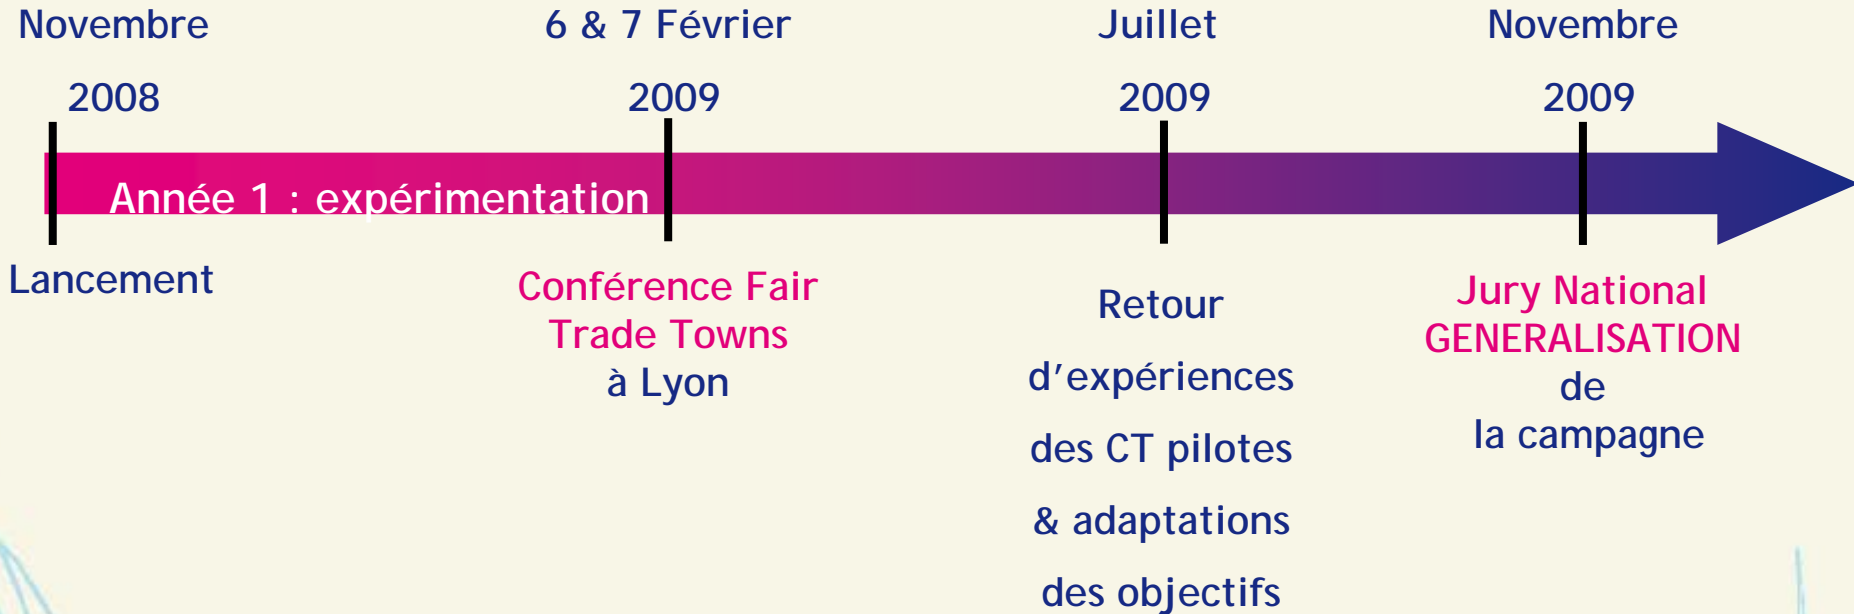 Novembre
2008
6 & 7 Février
2009
Juillet
2009
Novembre
2009
Année 1 : expérimentation
Lancement
Conférence Fair
Trade Towns
à Lyon
Retour
d'expériences
des CT pilotes
& adaptations
des objectifs
Jury National
GENERALISATION
de
la campagne